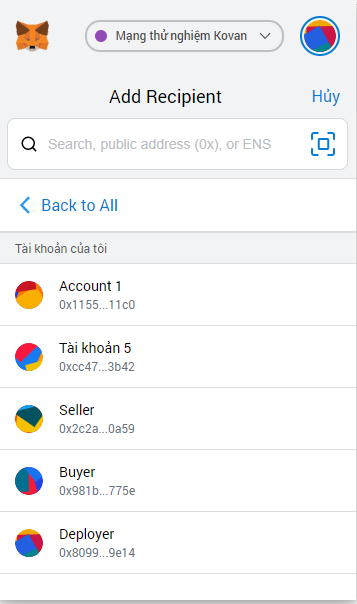 Mạng thử nghiệm Kovan
Add Recipient
Hủy
Search, public address (0x), or ENS
Back to All
Tài khoản của tôi
Account 1
0x1155...11c0
Tài khoản 5
0xcc47...3b42
Seller
0x2c2a...0a59
Buyer
0x981b...775e
Deployer
0x8099...9e14